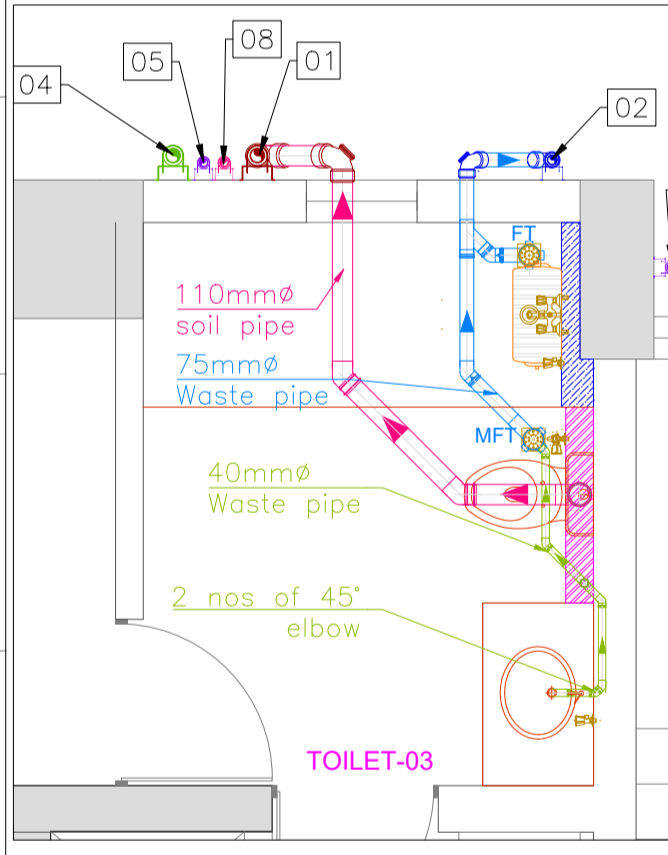 08
05
01
04
02
FT
110mmø
soil pipe
75mmø
Waste pipe
MFT
40mmø
Waste pipe
2 nos of 45°
elbow
TOILET-03